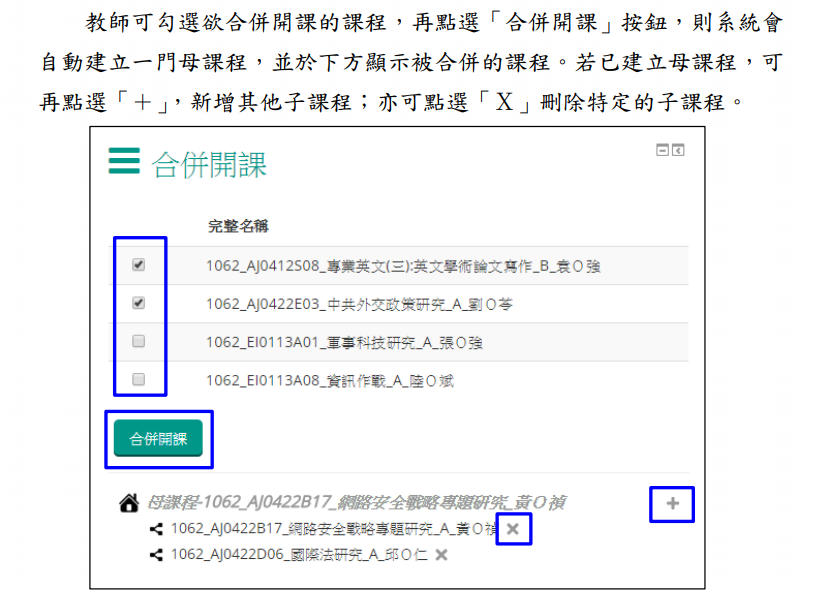 教師可勾選欲合併開課的課程，再點選「合併開課」按鈕，則系統會
自動建立一門母課程，並於下方顯示被合併的課程。若已建立母課程，可
再點選「＋」，新增其他子課程；亦可點選「Ｘ」刪除特定的子課程。
合併開課
完整名稱
1062_AJ0412S08_專業英文(三):英文學術論文寫作_B_袁Ｏ強
1062_AJ0422E03_中共外交政策研究_A_劉Ｏ苓
1062_EI0113A01_軍事科技研究_A_張Ｏ強
1062_EI0113A08_資訊作戰_A_陸Ｏ斌
合併開課
母課程-1062_AJ0422B17_網路安全戰略專題研究_黃Ｏ禎
1062_AJ0422B17_網路安全戰略專題研究_A_黃Ｏ禎
1062_AJ0422D06_國際法研究_A_邱Ｏ仁